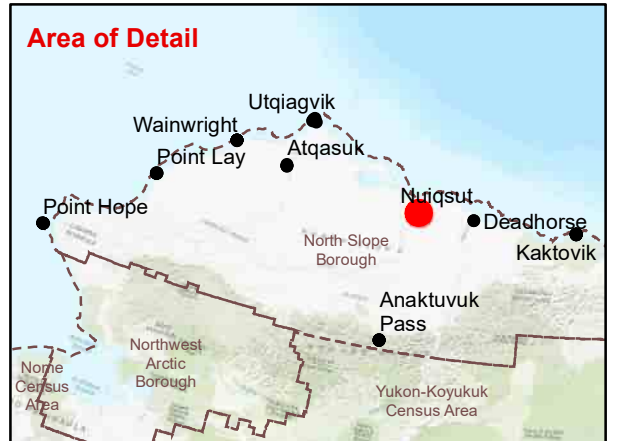 Area of Detail
Utqiagvik
Wainwright
Atqasuk
Point Lay
Nuiqsut
Point Hope
Deadhorse
North Slope
Borough
Kaktovik
Anaktuvuk
Pass
Northwest
Arctic
Borough
Nome
Census
Area
Yukon-Koyukuk
Census Area